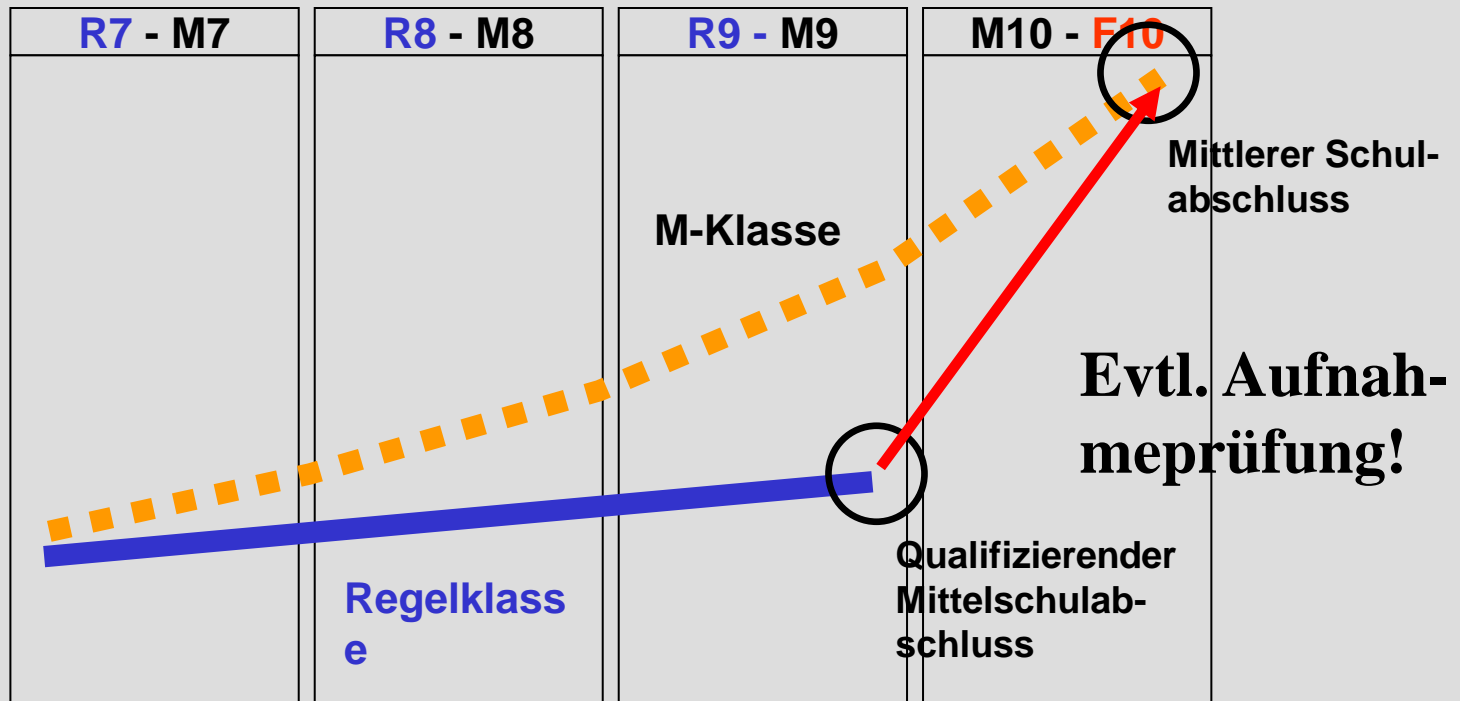 R7 - M7
R8 - M8
R9 - M9
M10 - F10
Mittlerer Schul-
abschluss
M-Klasse
Evtl. Aufnah-
meprüfung!
Qualifizierender
Mittelschulab-
schluss
Regelklass
e